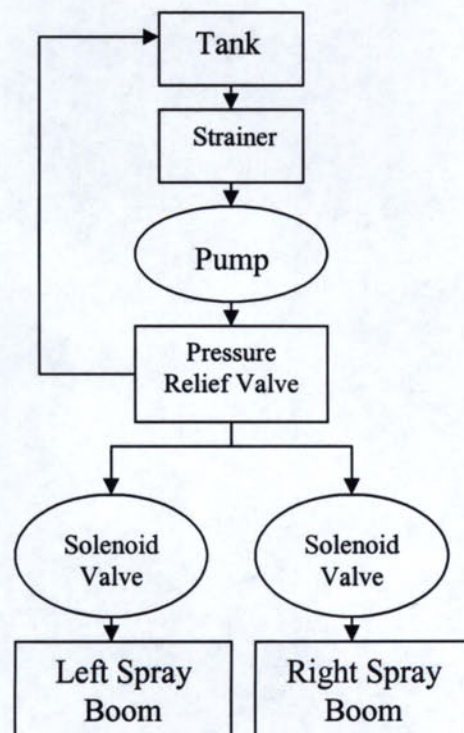 Tank
Strainer
Pump
Pressure
Relief Valve
Solenoid
Valve
Solenoid
Valve
Left Spray
Boom
Right Spray
Boom